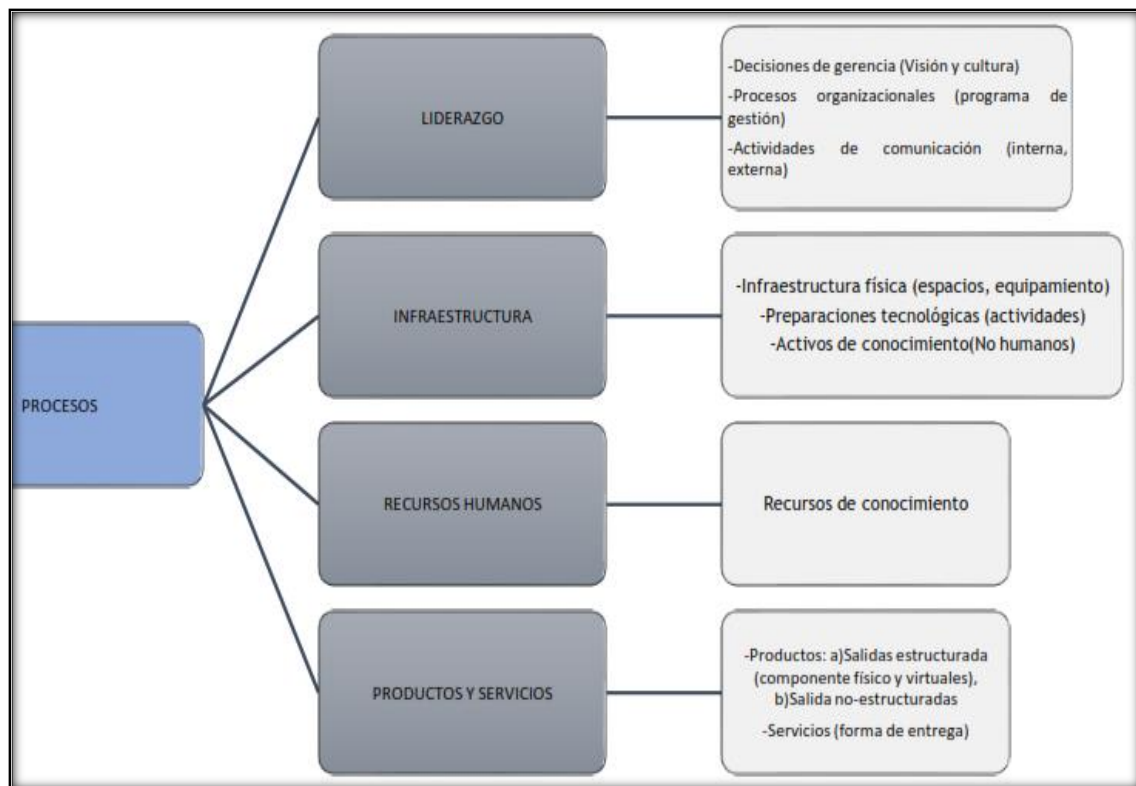 PROCESOS
LIDERAZGO
-Decisiones de gerencia (Visión y cultura)
-Procesos organizacionales (programa de
gestión)
-Actividades de comunicación (interna,
externa)
INFRAESTRUCTURA
-Infraestructura física (espacios, equipamiento)
-Preparaciones tecnológicas (actividades)
-Activos de conocimiento(No humanos)
RECURSOS HUMANOS
Recursos de conocimiento
PRODUCTOS Y SERVICIOS
-Productos: a)Salidas estructurada
(componente físico y virtuales),
b)Salida no-estructuradas
-Servicios (forma de entrega)